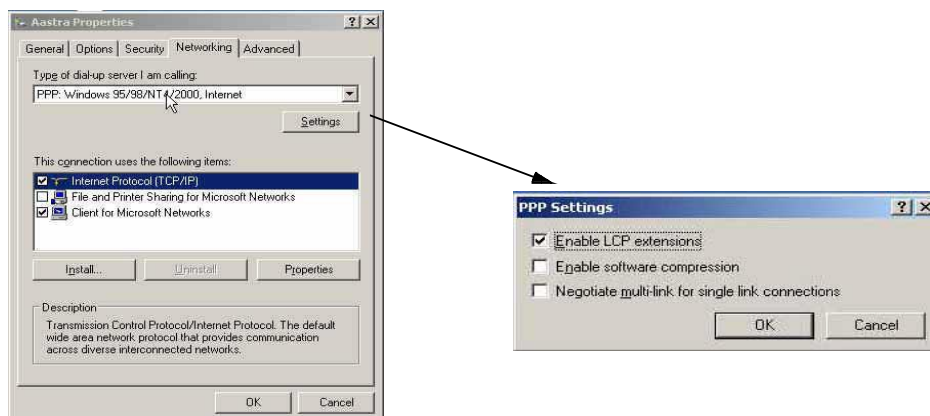 Aastra Properties
General Options Security Networking Advanced
Type of dial-up server I am calling:
PPP: Windows 95/98/NT4/2000, Internet
Settings
This connection uses the following items:
Internet Protocol (TCP/IP)
File and Printer Sharing for Microsoft Networks
Client for Microsoft Networks
Install... Uninstall Properties
Description
Transmission Control Protocol/Internet Protocol. The default
wide area network protocol that provides communication
across diverse interconnected networks.
OK Cancel
PPP Settings
Enable LCP extensions
Enable software compression
Negotiate multi-link for single link connections
OK Cancel